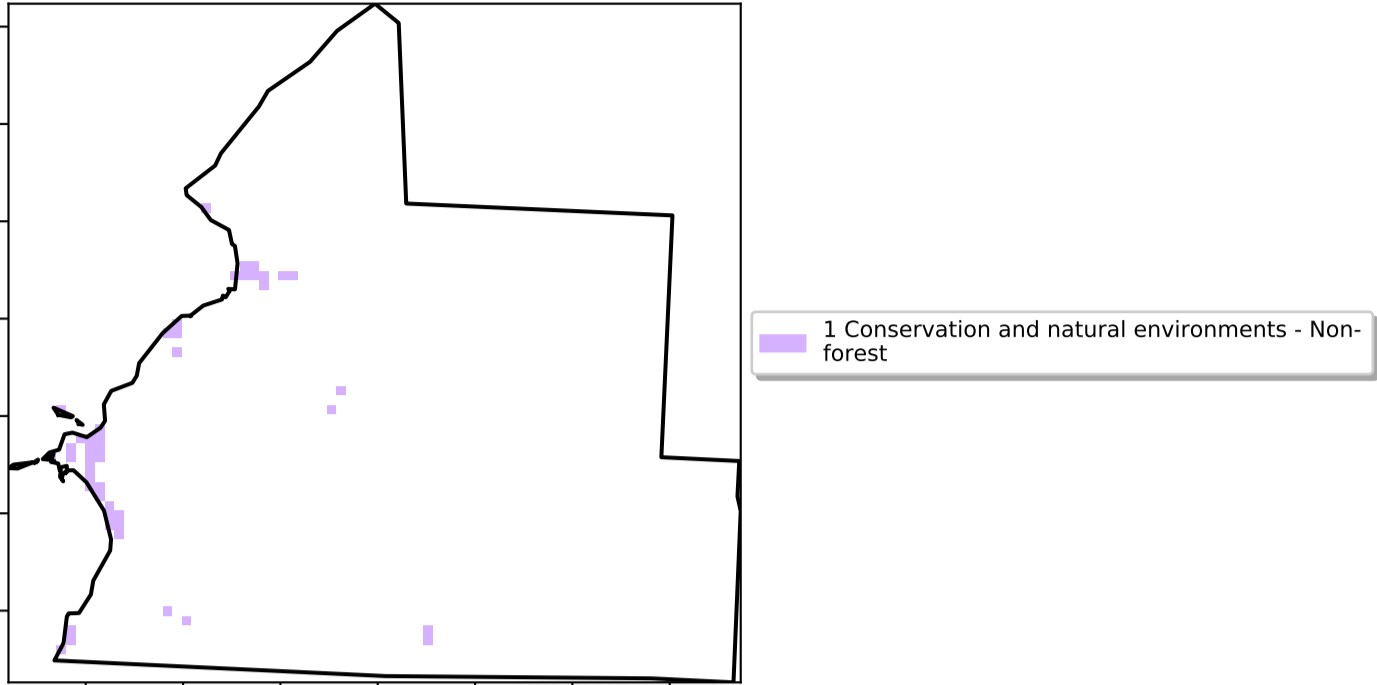 1 Conservation and natural environments - Non-
forest